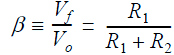 β ≡ V_f / V_o = R_1 / (R_1 + R_2)